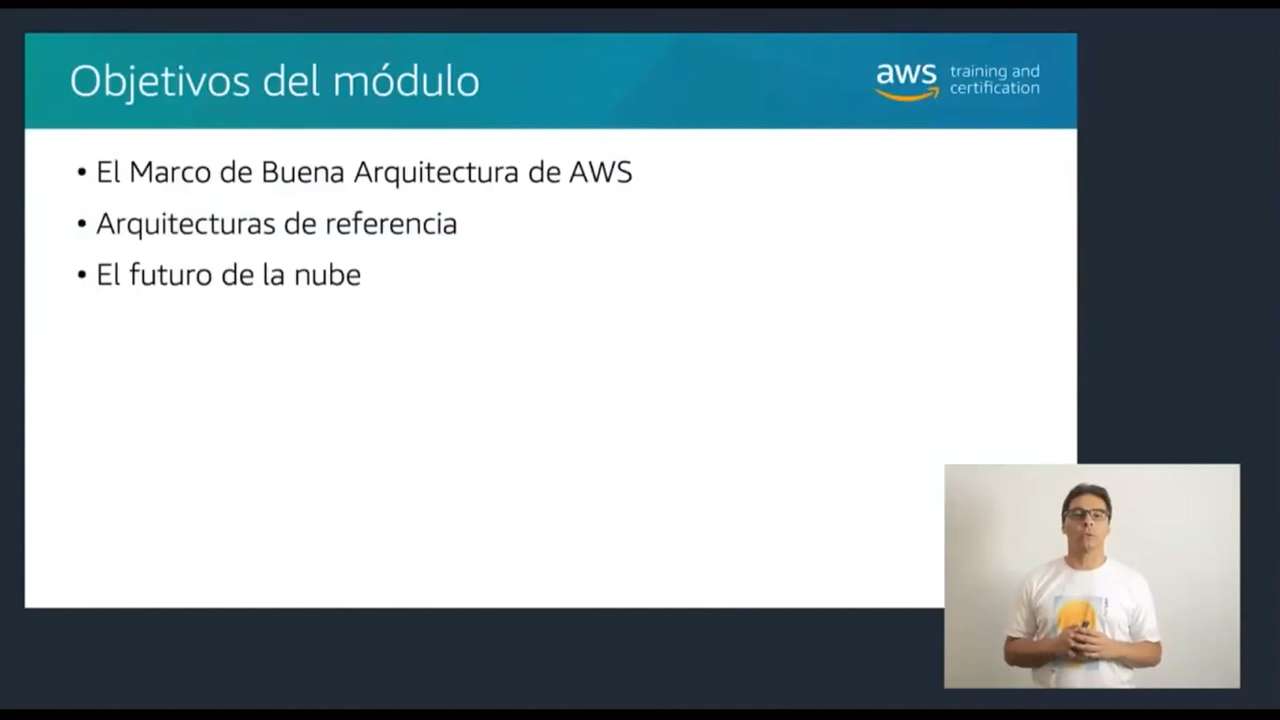 Objetivos del módulo
aws training and
certification
• El Marco de Buena Arquitectura de AWS
• Arquitecturas de referencia
• El futuro de la nube